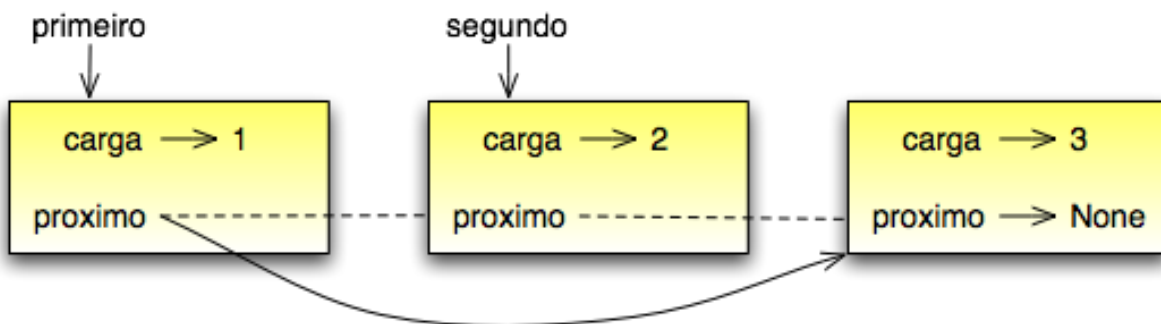 primeiro segundo
carga 1 carga 2 carga 3
proximo proximo proximo None